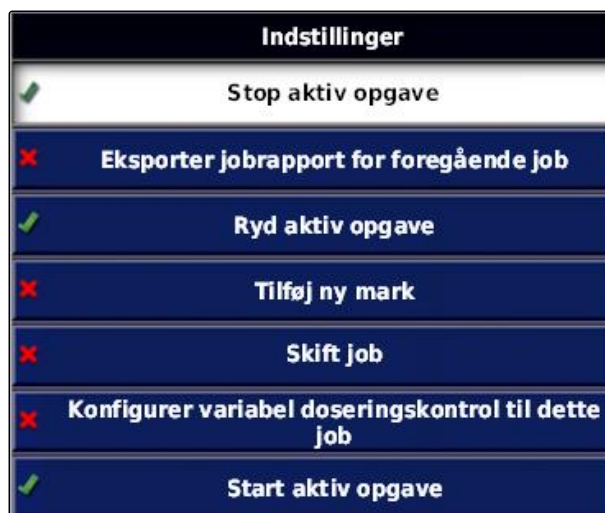 Indstillinger
Stop aktiv opgave
Eksporter jobrapport for foregående job
Ryd aktiv opgave
Tilføj ny mark
Skift job
Konfigurer variabel doseringskontrol til dette
job
Start aktiv opgave